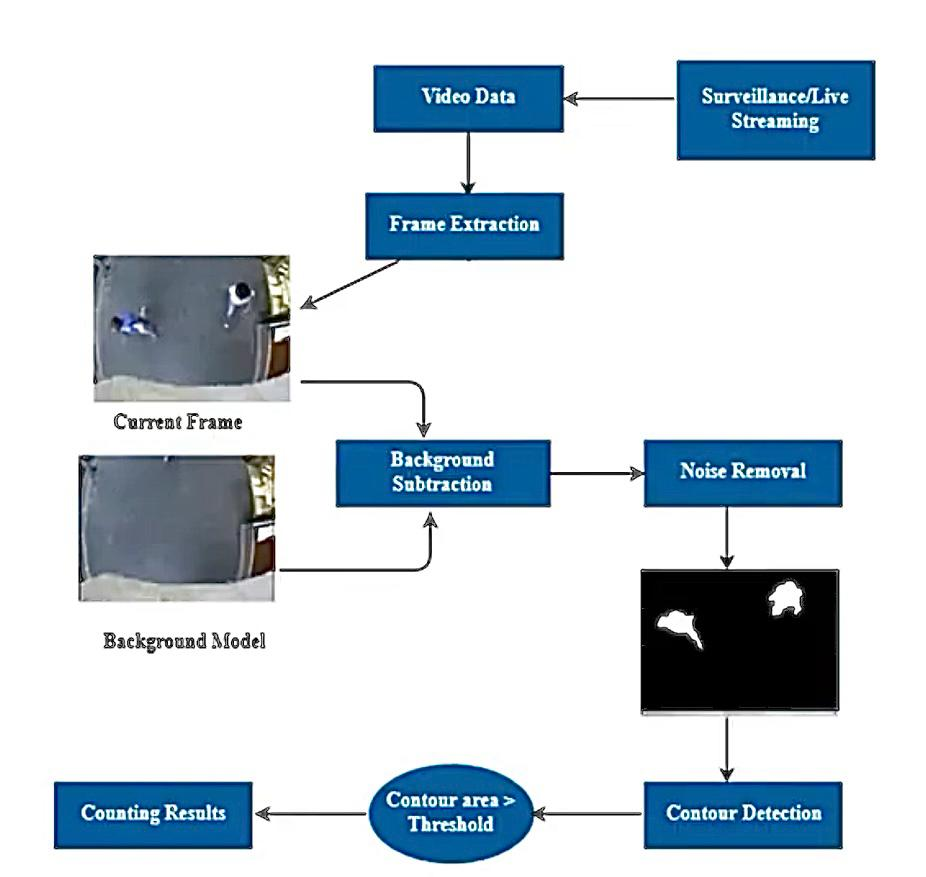 Video Data
Surveillance/Live
Streaming
Frame Extraction
Current Frame
Background
Subtraction
Noise Removal
Background Model
Counting Results
Contour area >
Threshold
Contour Detection